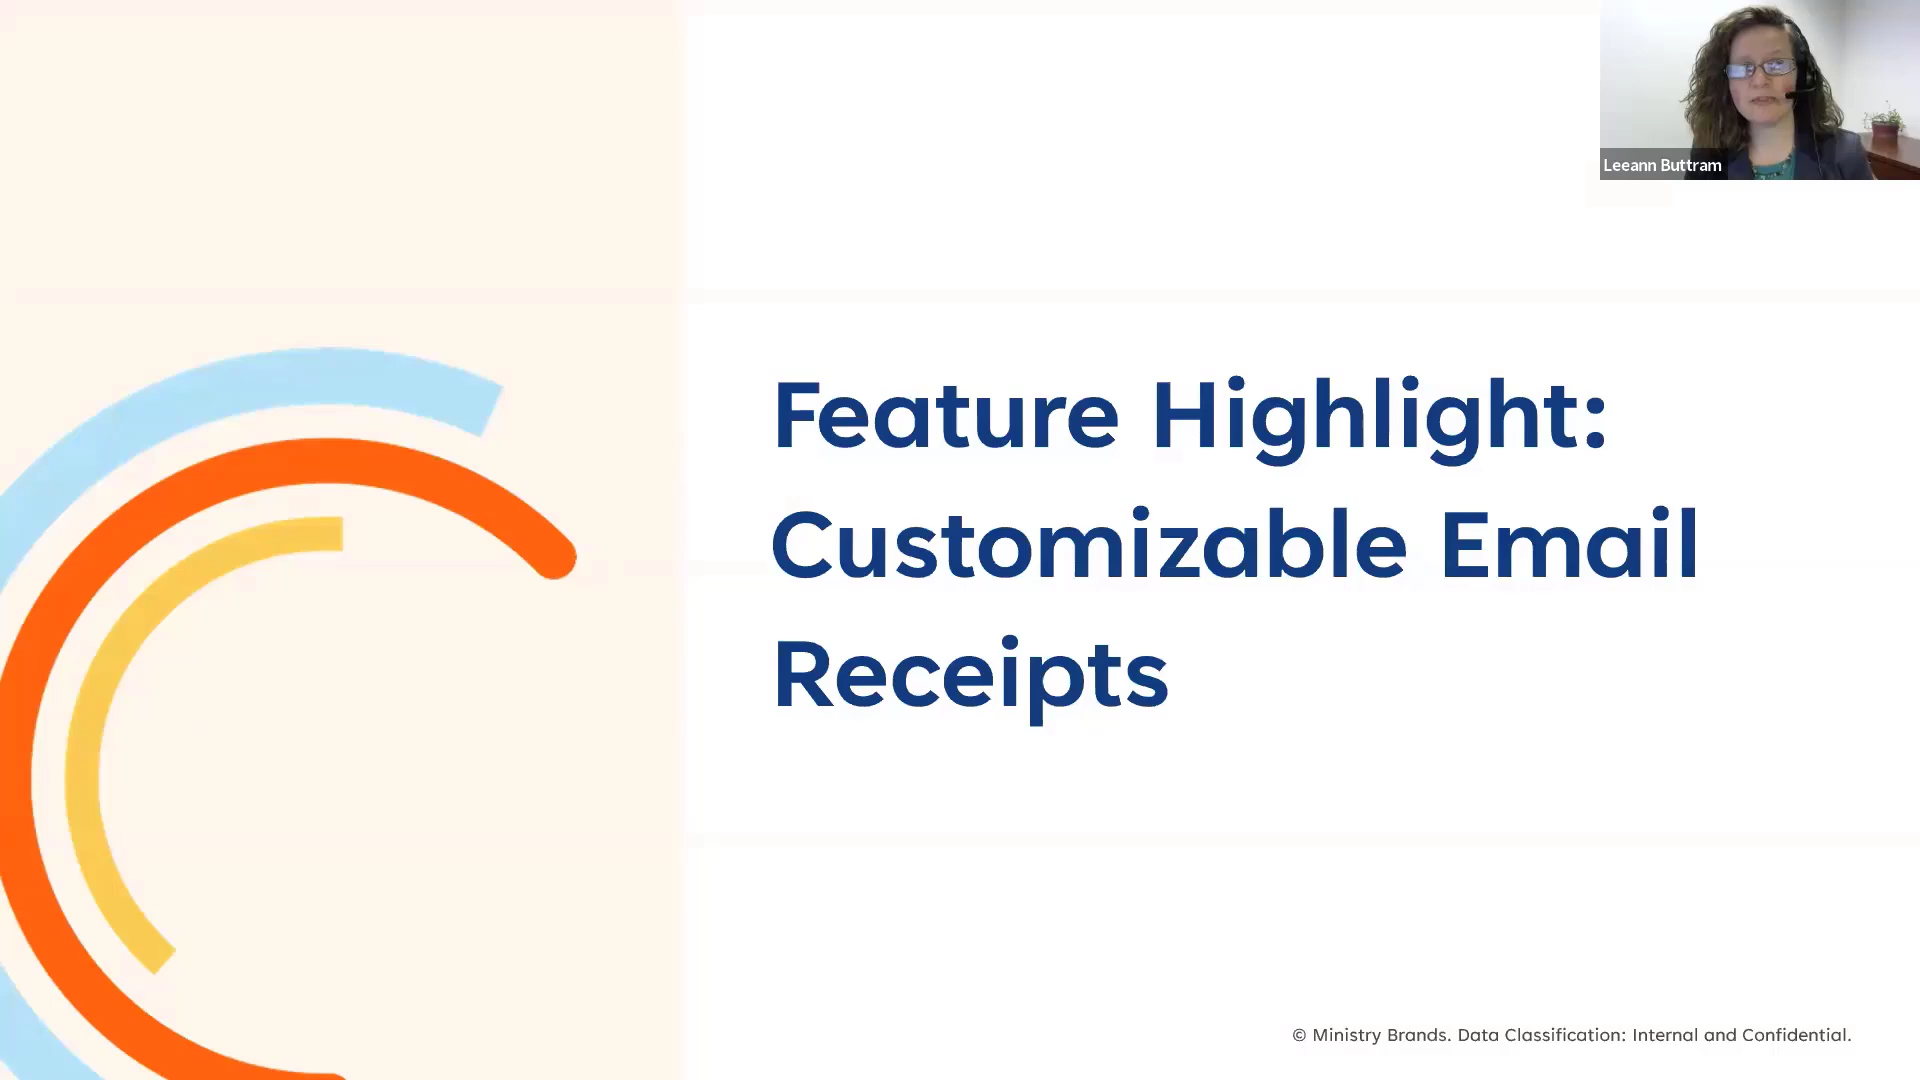 Leeann Buttram
Feature Highlight:
Customizable Email
Receipts
© Ministry Brands. Data Classification: Internal and Confidential.